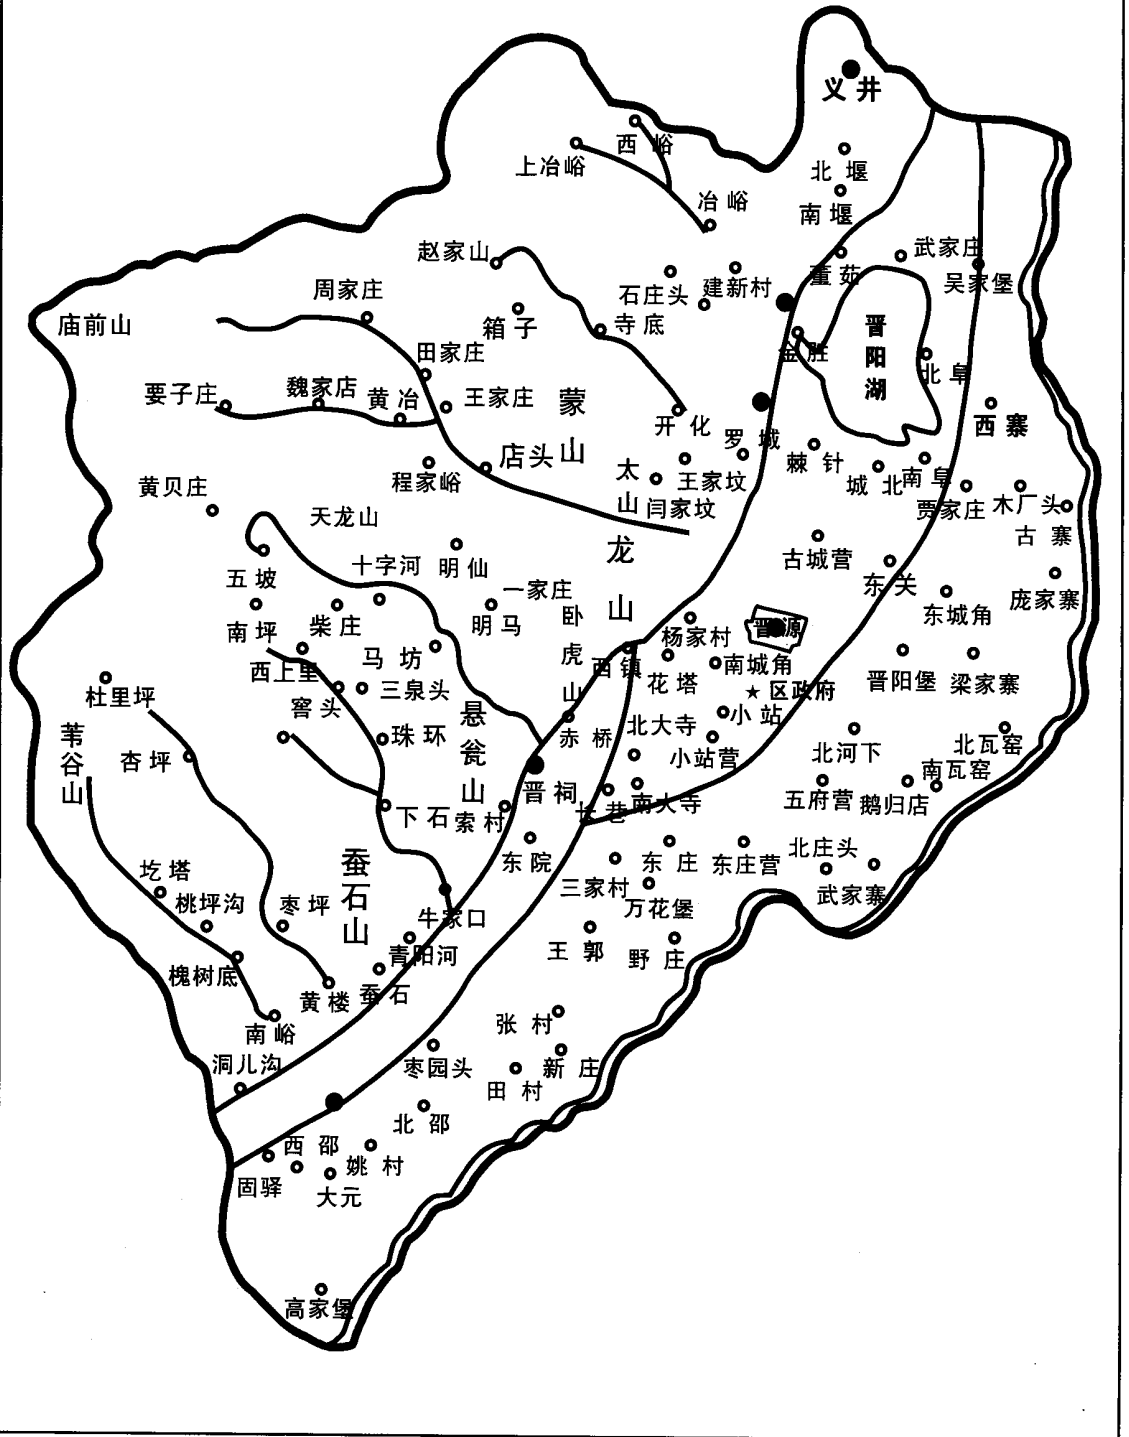 义井
西峪
上冶峪
北堰
冶峪
南堰
赵家山
武家庄
董茹
吴家堡
建新村
周家庄
石庄头
庙前山
箱子
寺底
晋阳湖
田家庄
金胜
北阜
要子庄
魏家店
黄冶
王家庄
蒙山
开化
罗城
西寨
店头
棘针
程家峪
太山
王家坟
城北
南阜
黄贝庄
闫家坟
贾家庄
木厂头
天龙山
古寨
龙山
古城营
十字河
明仙
五坡
东关
一家庄
庞家寨
卧虎山
东城角
南坪
柴庄
明马
晋源
杨家村
马坊
西镇
南城角
西上里
花塔
晋阳堡
梁家寨
杜里坪
三泉头
★区政府
窑头
悬瓮山
小站
苇谷山
珠环
赤桥
北大寺
北瓦窑
杏坪
小站营
北河下
南瓦窑
晋祠
下石
索村
长巷
南大寺
五府营
鹅归店
蚕石山
东院
东庄
东庄营
北庄头
圪塔
三家村
武家寨
桃坪沟
枣坪
牛家口
万花堡
青阳河
王郭
野庄
槐树底
黄楼
蚕石
南峪
张村
洞儿沟
枣园头
新庄
田村
北邵
西邵
姚村
固驿
大元
高家堡